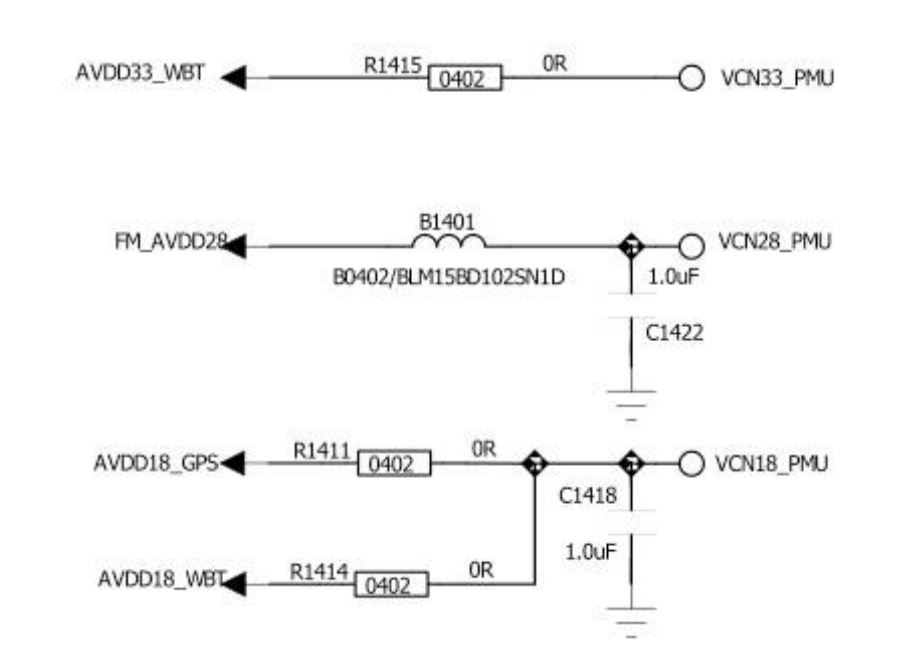 AVDD33_WBT
R1415
0402
0R
VCN33_PMU
B1401
FM_AVDD28
VCN28_PMU
B0402/BLM15BD102SN1D
1.0uF
C1422
AVDD18_GPS
R1411
0402
0R
VCN18_PMU
C1418
1.0uF
AVDD18_WBT
R1414
0402
0R